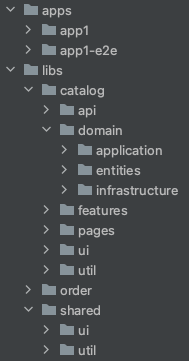 apps
app1
app1-e2e
libs
catalog
api
domain
application
entities
infrastructure
features
pages
ui
util
order
shared
ui
util